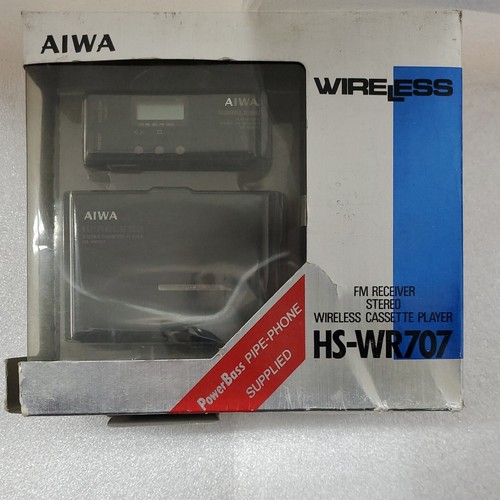 AIWA
WIRELESS
AIWA
AIWA
FM RECEIVER
STEREO
WIRELESS CASSETTE PLAYER
HS-WR707
PowerBass PIPE-PHONE
SUPPLIED